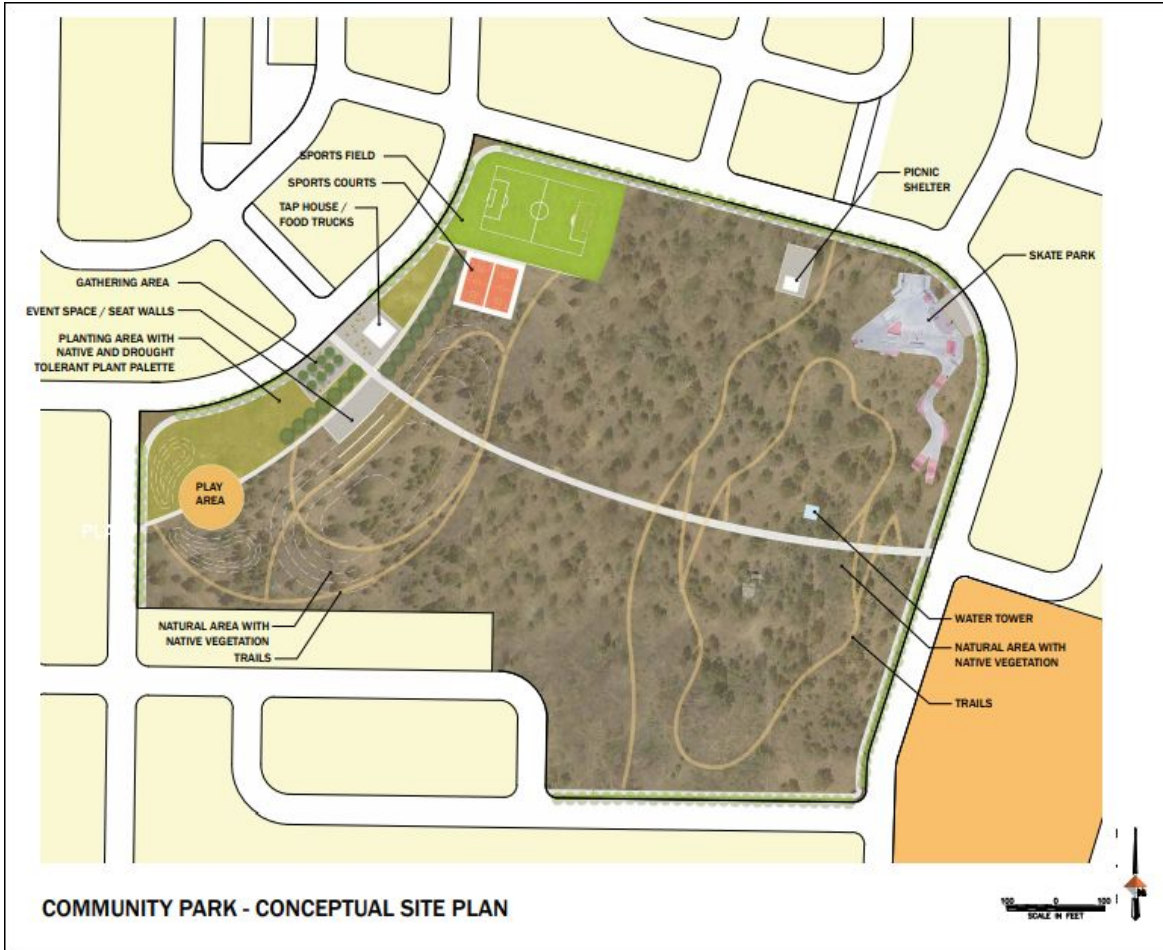 SPORTS FIELD
SPORTS COURTS
TAP HOUSE /
FOOD TRUCKS
GATHERING AREA
EVENT SPACE / SEAT WALLS
PLANTING AREA WITH
NATIVE AND DROUGHT
TOLERANT PLANT PALETTE
PICNIC
SHELTER
SKATE PARK
PLAY
AREA
NATURAL AREA WITH
NATIVE VEGETATION
TRAILS
WATER TOWER
NATURAL AREA WITH
NATIVE VEGETATION
TRAILS
COMMUNITY PARK - CONCEPTUAL SITE PLAN
100 0 100
SCALE IN FEET